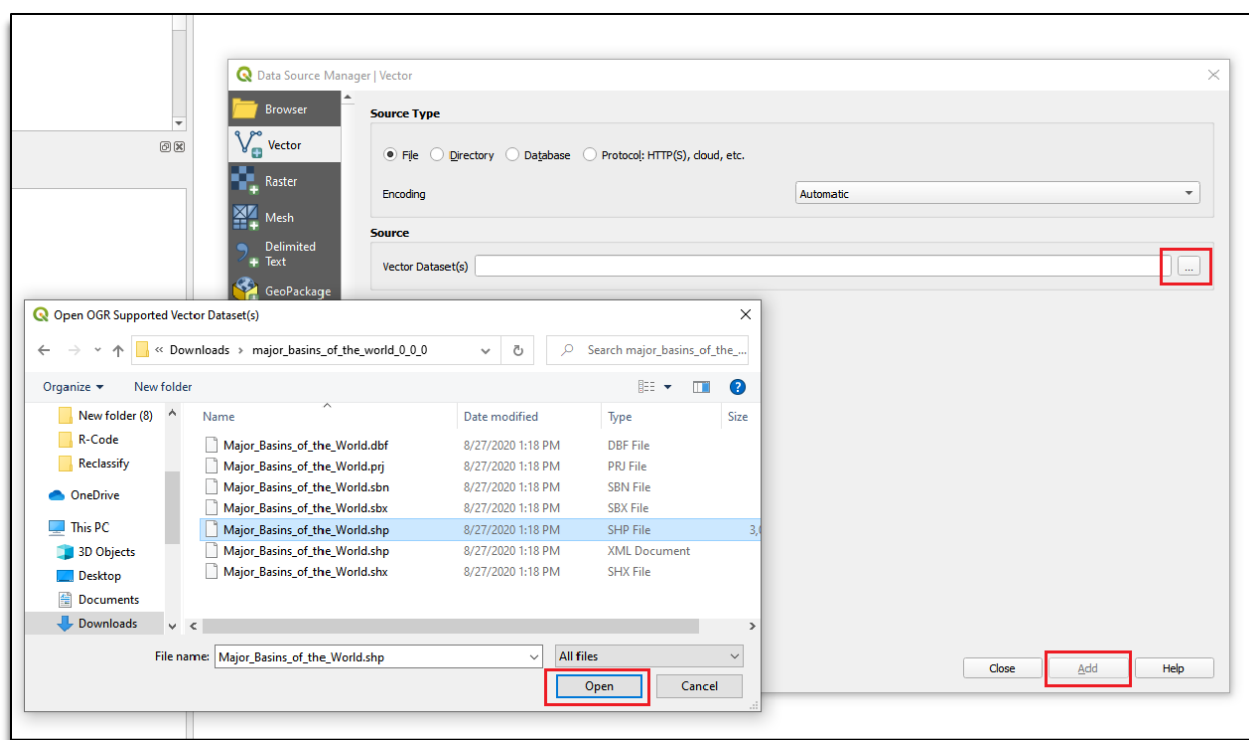 Data Source Manager | Vector
Browser
Vector
Raster
Mesh
Delimited
Text
GeoPackage
Source Type
File Directory Database Protocol: HTTP(S), cloud, etc.
Encoding Automatic
Source
Vector Dataset(s) ...
Open OGR Supported Vector Dataset(s)
« Downloads › major_basins_of_the_world_0_0_0 Search major_basins_of_the_...
Organize New folder
New folder (8)
R-Code
Reclassify
OneDrive
This PC
3D Objects
Desktop
Documents
Downloads
Name Date modified Type Size
Major_Basins_of_the_World.dbf 8/27/2020 1:18 PM DBF File
Major_Basins_of_the_World.prj 8/27/2020 1:18 PM PRJ File
Major_Basins_of_the_World.sbn 8/27/2020 1:18 PM SBN File
Major_Basins_of_the_World.sbx 8/27/2020 1:18 PM SBX File
Major_Basins_of_the_World.shp 8/27/2020 1:18 PM SHP File 3,
Major_Basins_of_the_World.shp 8/27/2020 1:18 PM XML Document
Major_Basins_of_the_World.shx 8/27/2020 1:18 PM SHX File
File name: Major_Basins_of_the_World.shp All files
Open Cancel
Close Add Help